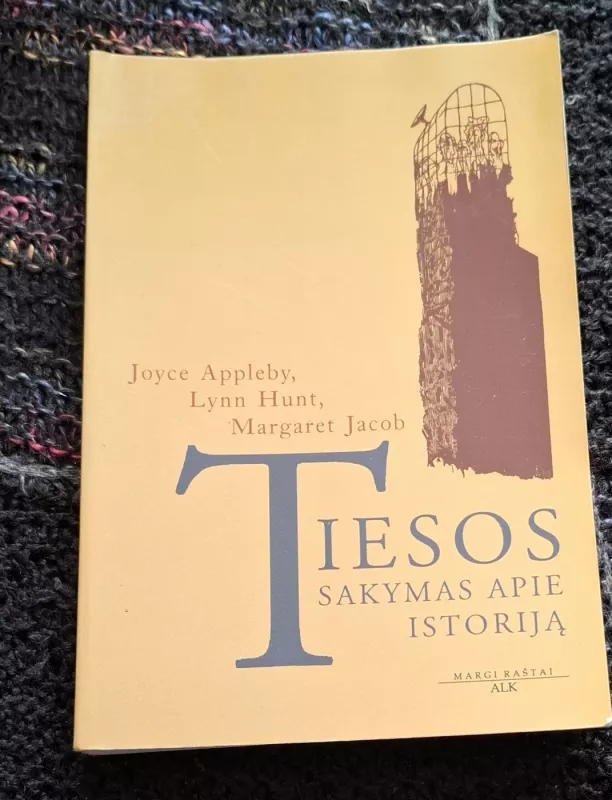 Joyce Appleby,
Lynn Hunt,
Margaret Jacob
TIESOS
SAKYMAS APIE
ISTORIJĄ
MARGI RAŠTAI
ALK